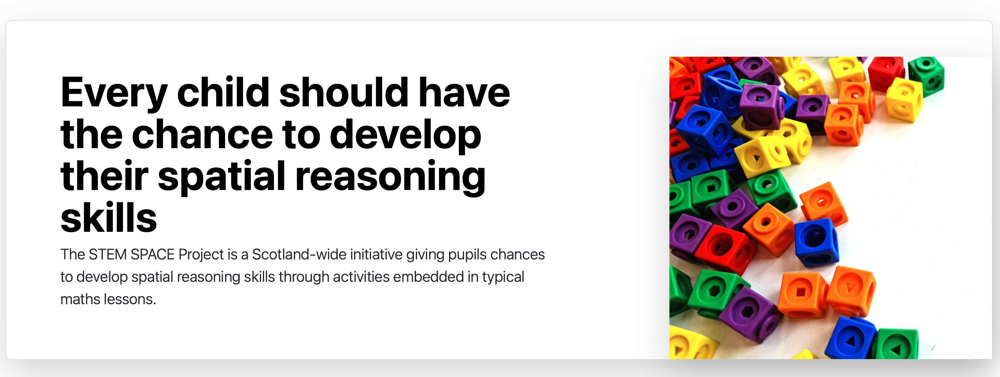 Every child should have
the chance to develop
their spatial reasoning
skills
The STEM SPACE Project is a Scotland-wide initiative giving pupils chances
to develop spatial reasoning skills through activities embedded in typical
maths lessons.